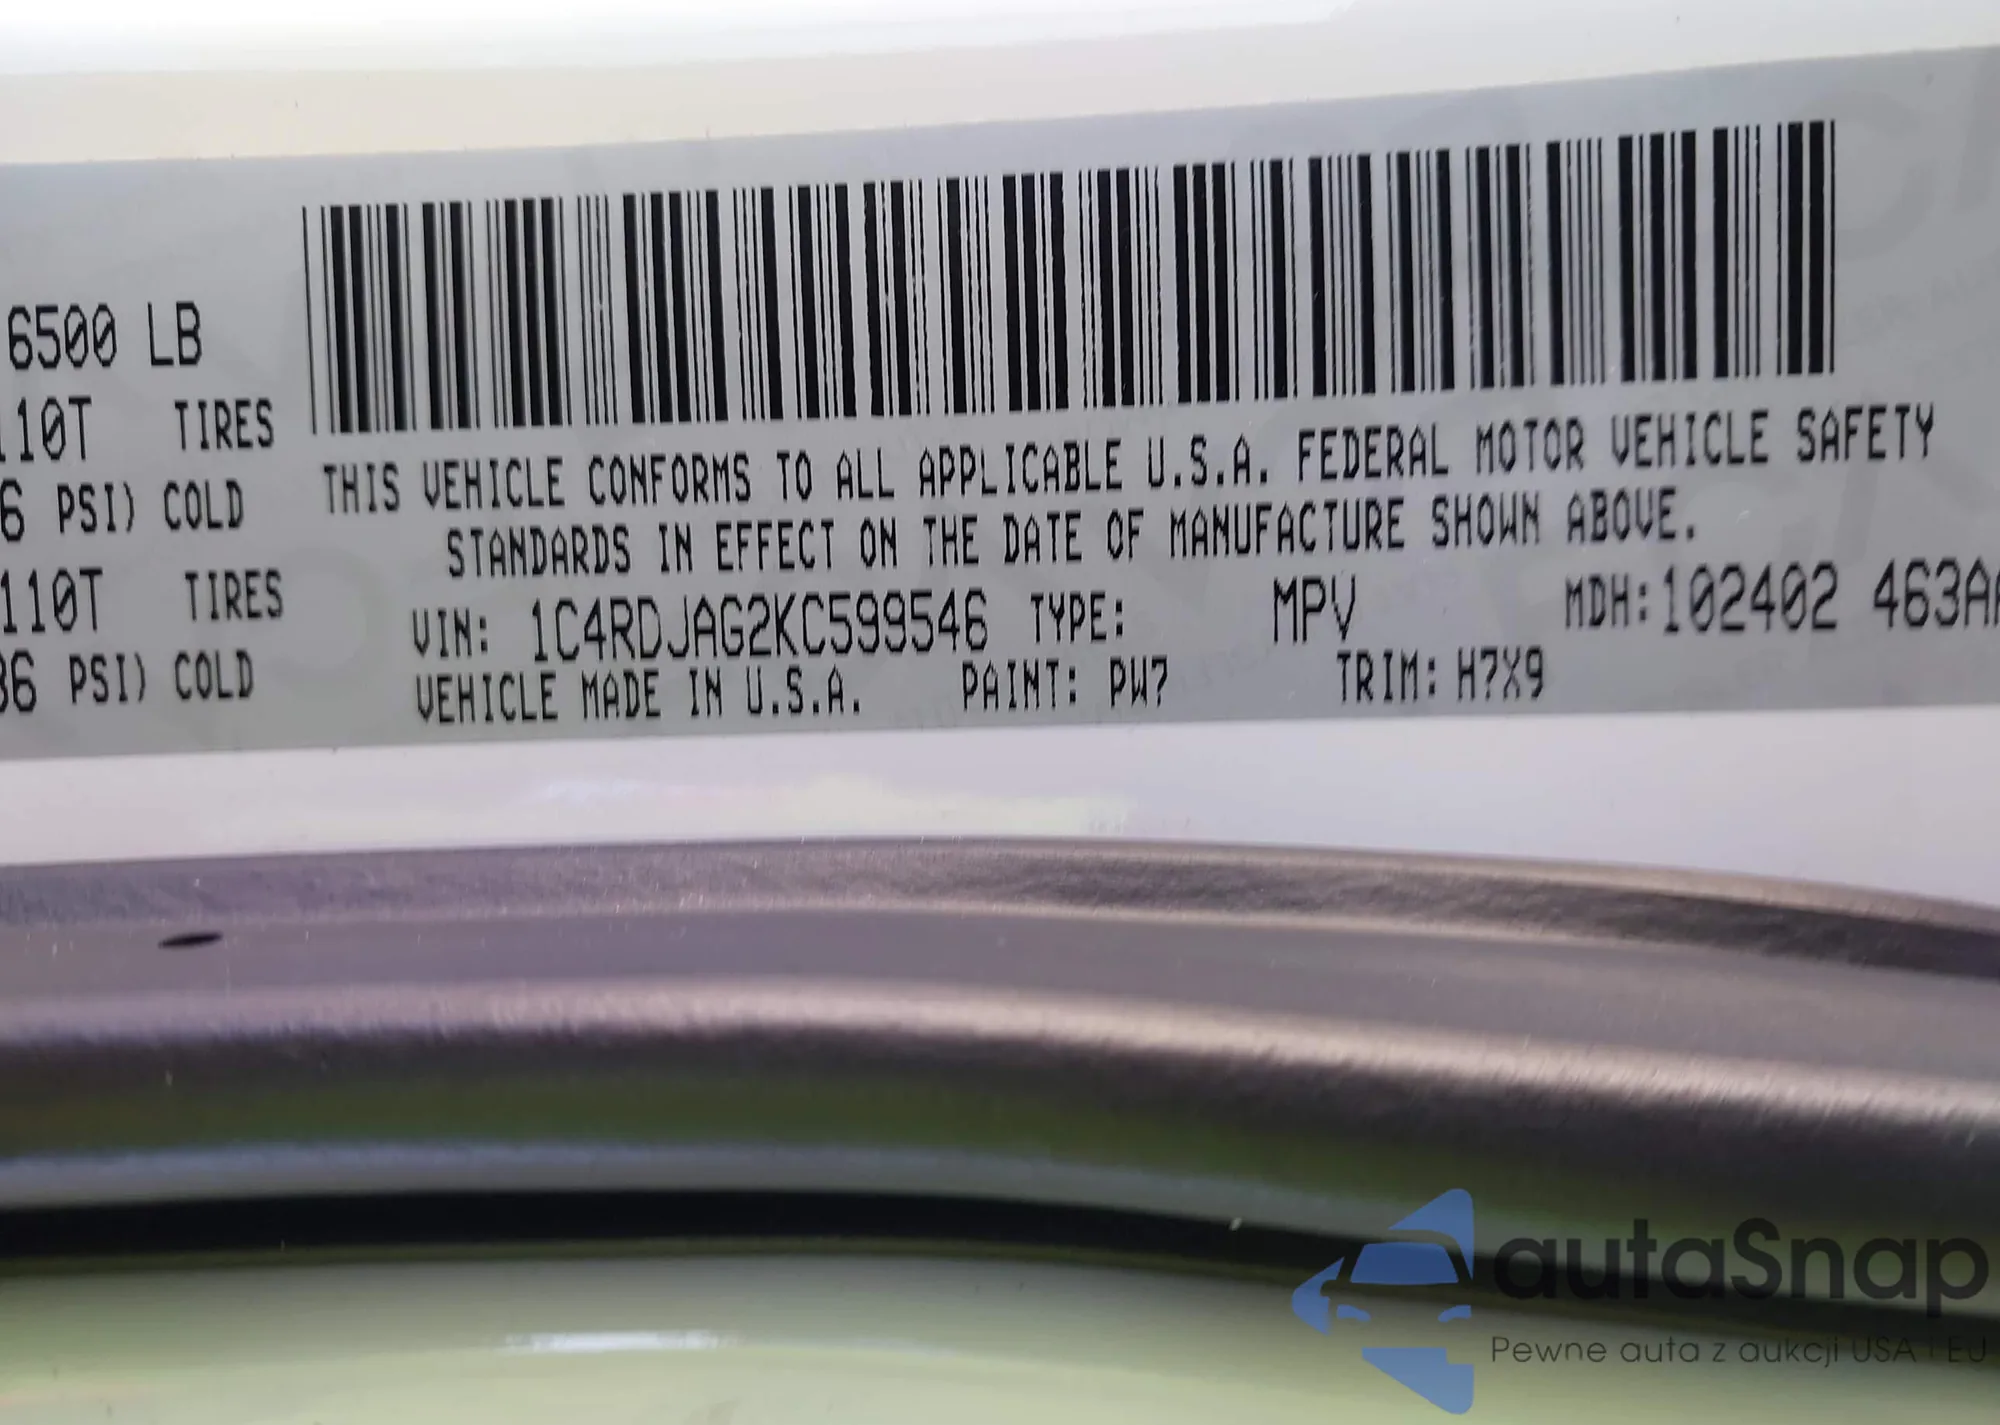 6500 LB
110T TIRES
6 PSI) COLD
110T TIRES
36 PSI) COLD
THIS VEHICLE CONFORMS TO ALL APPLICABLE U.S.A. FEDERAL MOTOR VEHICLE SAFETY
STANDARDS IN EFFECT ON THE DATE OF MANUFACTURE SHOWN ABOVE.
VIN: 1C4RDJAG2KC599546 TYPE: MPV MDH:102402 463AA
VEHICLE MADE IN U.S.A. PAINT: PW7 TRIM: H7X9
autaSnap
Pewne auta z aukcji USA i EU